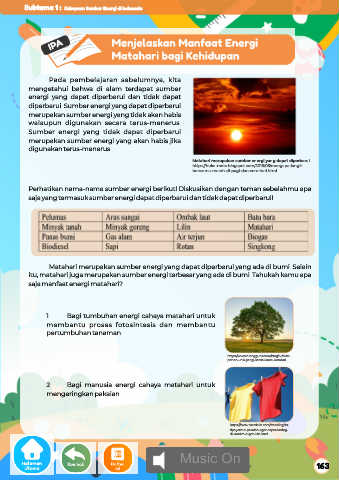 Subtema 1 : Kekayaan Sumber Energi di Indonesia
IPA
Menjelaskan Manfaat Energi
Matahari bagi Kehidupan
Pada pembelajaran sebelumnya, kita
mengetahui bahwa di alam terdapat sumber
energi yang dapat diperbarui dan tidak dapat
diperbarui. Sumber energi yang dapat diperbarui
merupakan sumber energi yang tidak akan habis
walaupun digunakan secara terus-menerus.
Sumber energi yang tidak dapat diperbarui
merupakan sumber energi yang akan habis jika
digunakan terus-menerus
Matahari merupakan sumber energi yang dapat diperbarui
Perhatikan nama-nama sumber energi berikut! Diskusikan dengan teman sebelahmu apa
saja yang termasuk sumber energi dapat diperbarui dan tidak dapat diperbarui!
Pelumas Arus sungai Ombak laut Batu bara
Minyak tanah Minyak goreng Lilin Matahari
Panas bumi Gas alam Air terjun Biogas
Biodiesel Sapi Rotan Singkong
Matahari merupakan sumber energi yang dapat diperbarui yang ada di bumi. Selain
itu, matahari juga merupakan sumber energi terbesar yang ada di bumi. Tahukah kamu apa
saja manfaat energi matahari?
1 Bagi tumbuhan energi cahaya matahari untuk
membantu proses fotosintesis dan membantu
pertumbuhan tanaman
2 Bagi manusia energi cahaya matahari untuk
mengeringkan pakaian
Halaman
Utama
Kembali
Music On
163